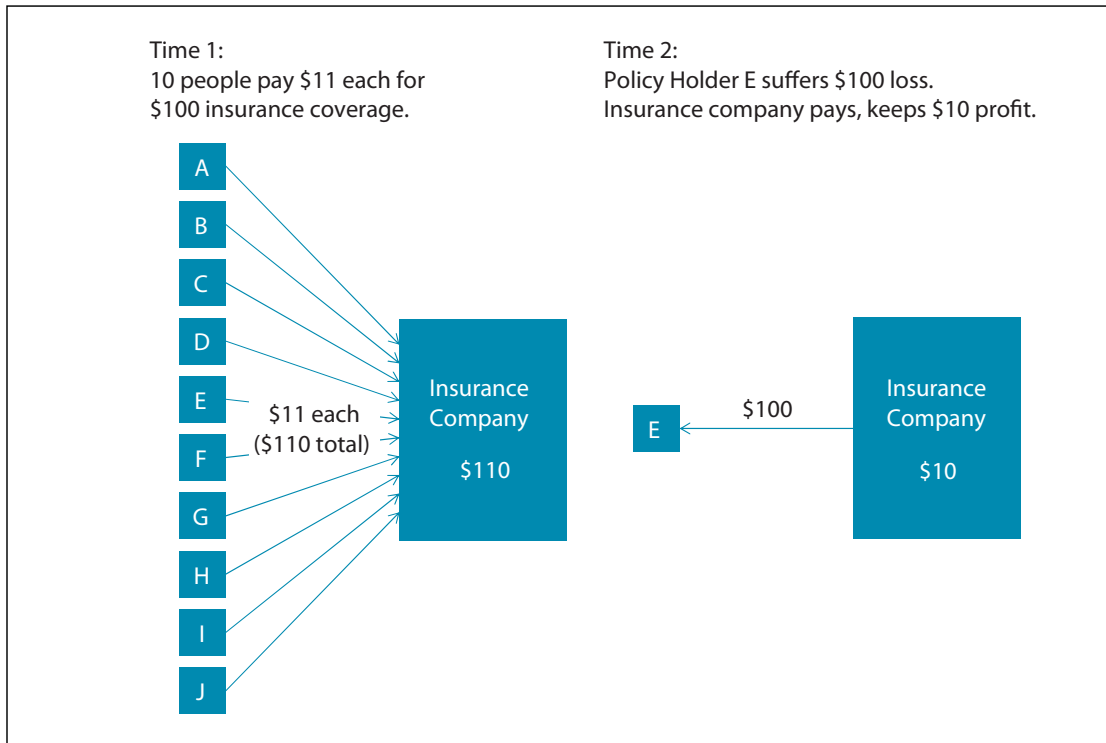 Time 1:
10 people pay $11 each for
$100 insurance coverage.
Time 2:
Policy Holder E suffers $100 loss.
Insurance company pays, keeps $10 profit.
A
B
C
D
E
F
G
H
I
J
$11 each
($110 total)
Insurance
Company
$110
E
$100
Insurance
Company
$10